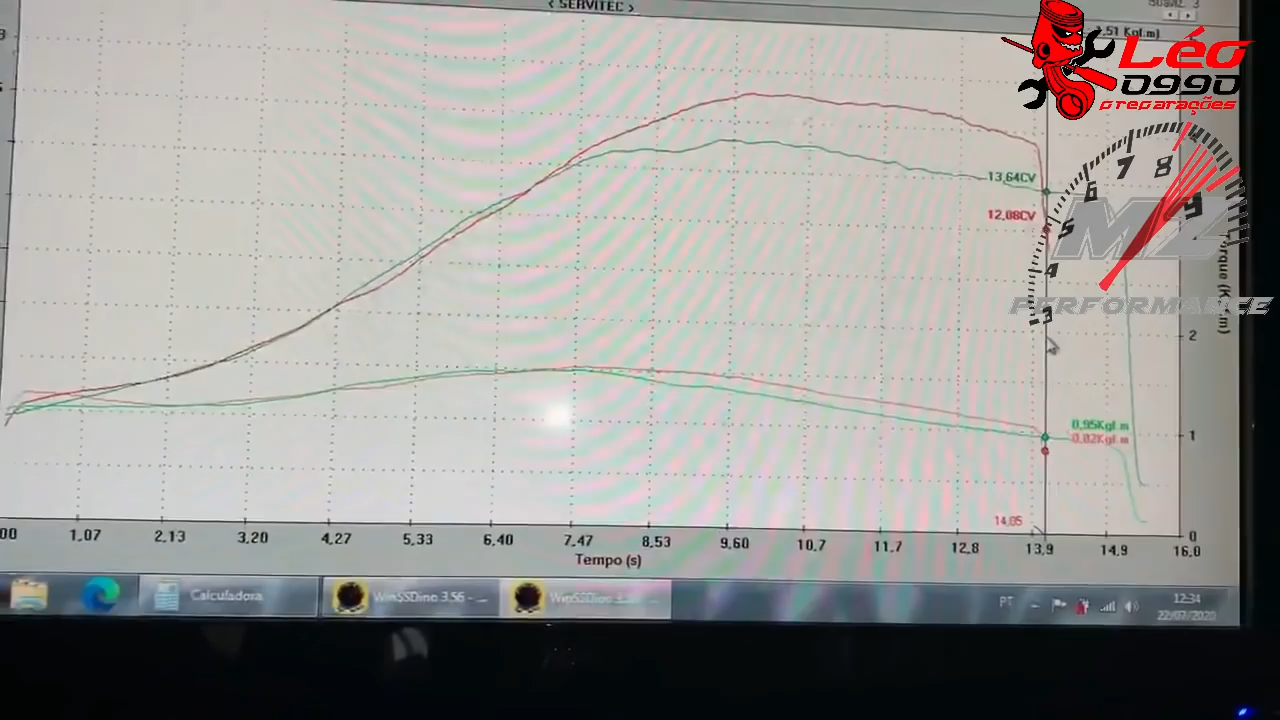 < SERVITEC >
,51 Kgf.m)
Léo
0990
preparações
13,64CV
12,08CV
3
4
5
6
7
8
9
MZ
PERFORMANCE
2
0,95Kgf.m
0,82Kgf.m
1
14,05
0
00 1,07 2,13 3,20 4,27 5,33 6,40 7,47 8,53 9,60 10,7 11,7 12,8 13,9 14,9 16,0
Tempo (s)
Calculadora
WinSSDino 3.56 - ...
PT
12:34
22/07/2020